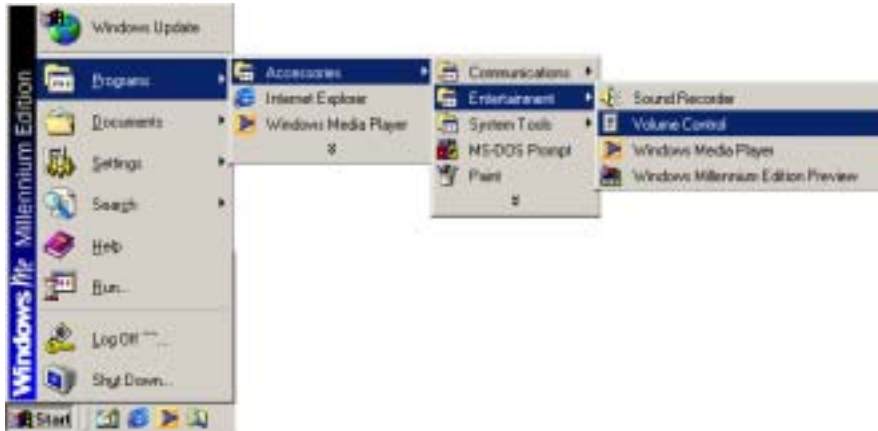 Windows Update
Programs
Documents
Settings
Search
Help
Run...
Log Off ""...
Shut Down...
Start
Windows Me Millennium Edition
Accessories
Internet Explorer
Windows Media Player
Communications
Entertainment
System Tools
MS-DOS Prompt
Paint
Sound Recorder
Volume Control
Windows Media Player
Windows Millennium Edition Preview